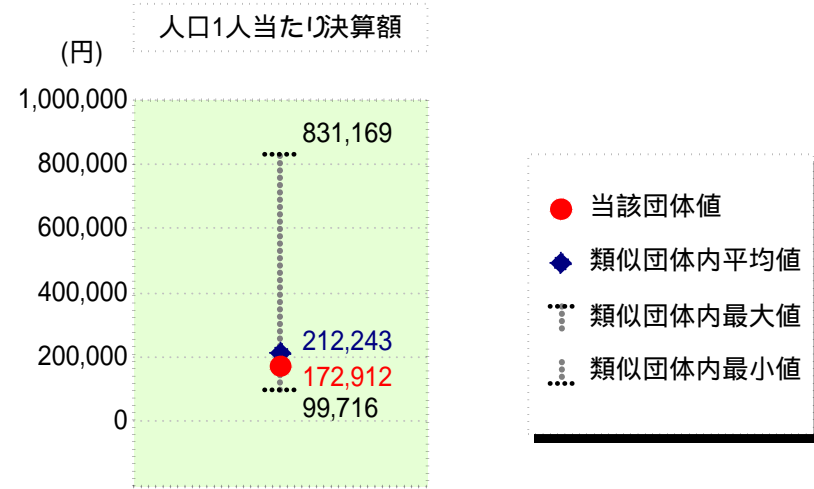 人口1人当たり決算額
(円)
1,000,000
800,000
600,000
400,000
200,000
0
831,169
212,243
172,912
99,716
当該団体値
類似団体内平均値
類似団体内最大値
類似団体内最小値